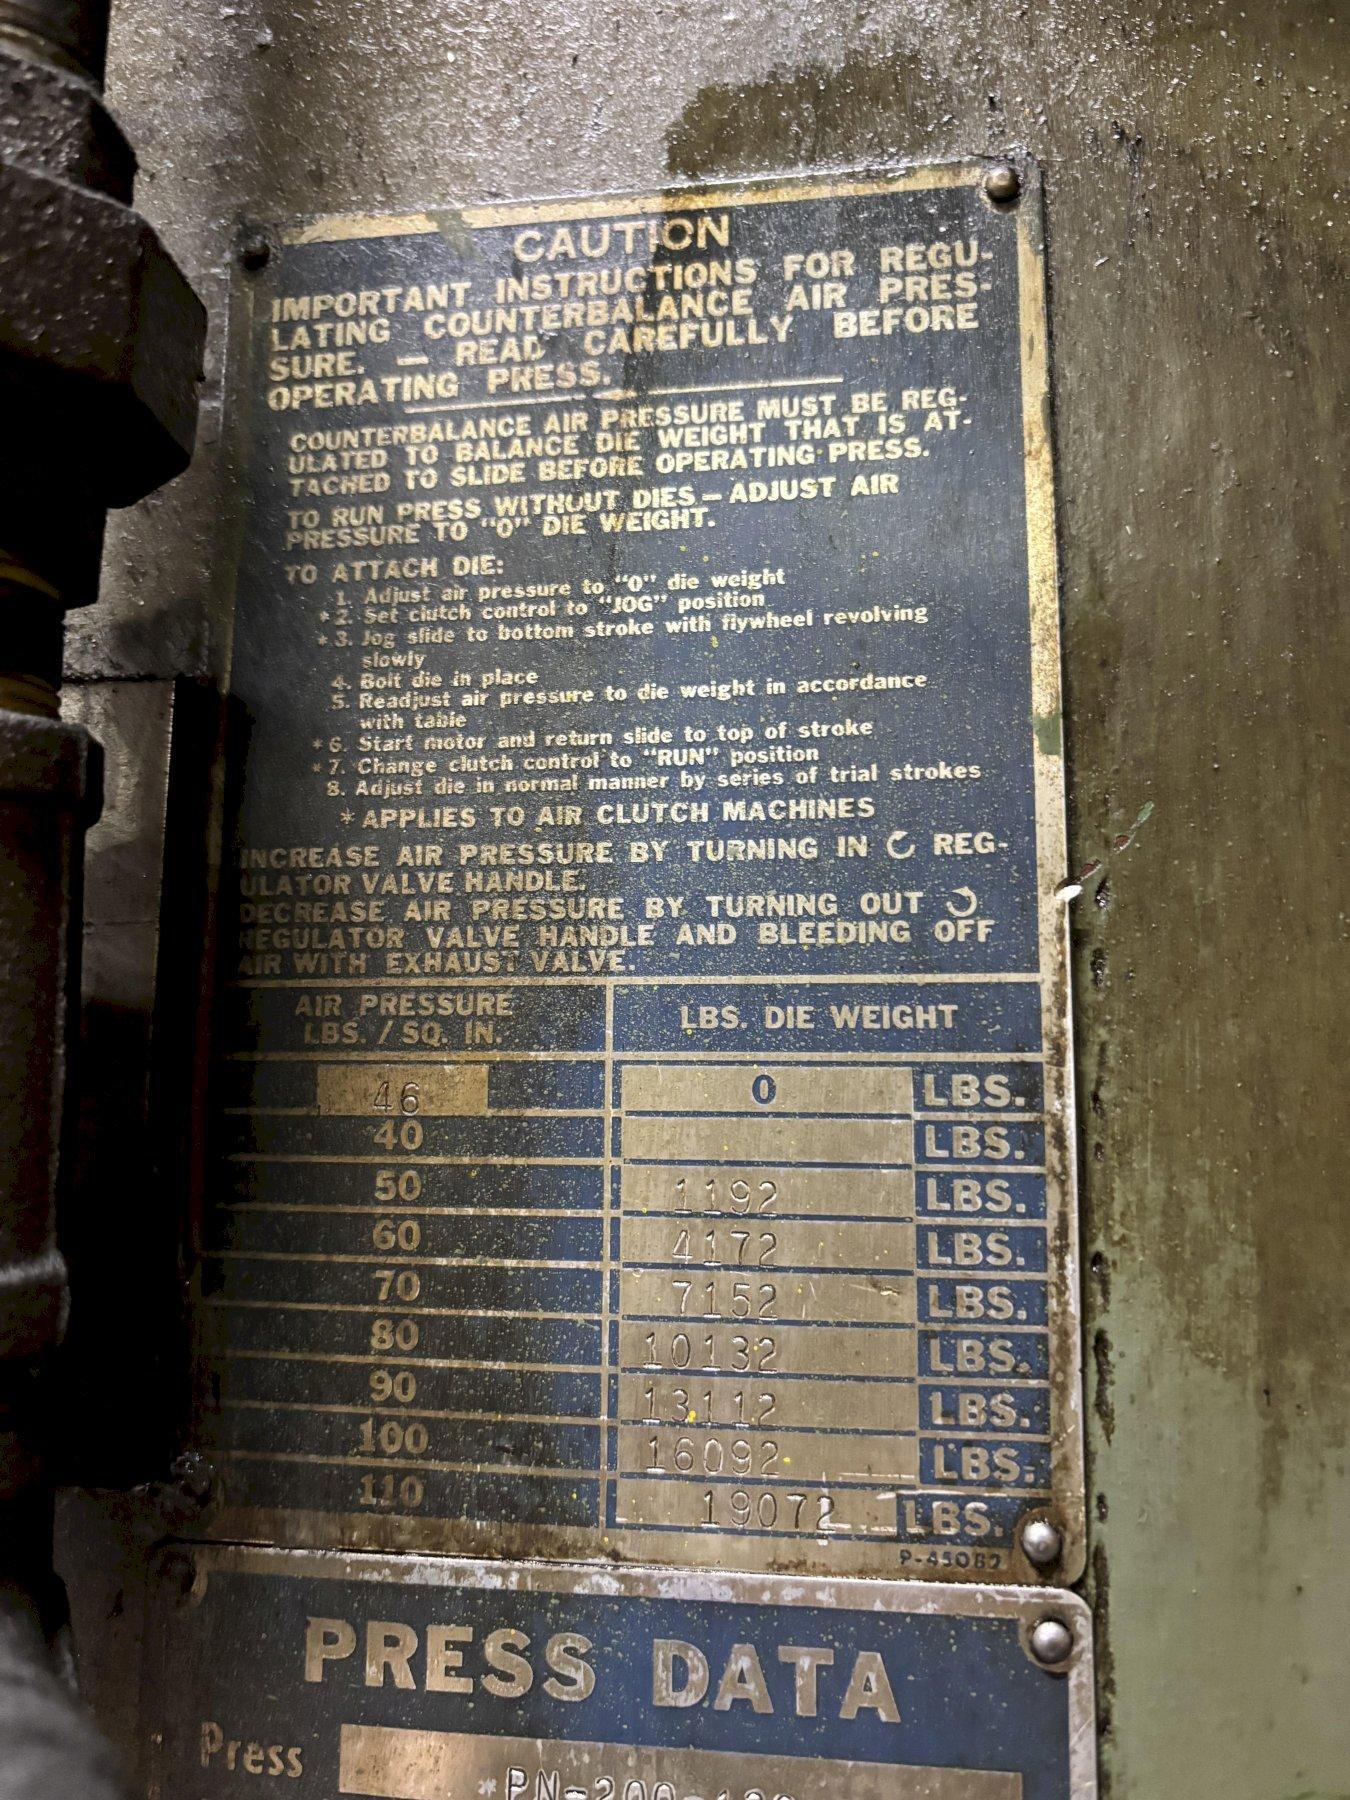 CAUTION
IMPORTANT INSTRUCTIONS FOR REGU-
LATING COUNTERBALANCE AIR PRES-
SURE. — READ CAREFULLY BEFORE
OPERATING PRESS.
COUNTERBALANCE AIR PRESSURE MUST BE REG-
ULATED TO BALANCE DIE WEIGHT THAT IS AT-
TACHED TO SLIDE BEFORE OPERATING PRESS.
TO RUN PRESS WITHOUT DIES — ADJUST AIR
PRESSURE TO "0" DIE WEIGHT.
TO ATTACH DIE:
1. Adjust air pressure to "0" die weight
* 2. Set clutch control to "JOG" position
* 3. Jog slide to bottom stroke with flywheel revolving
slowly
4. Bolt die in place
5. Readjust air pressure to die weight in accordance
with table
* 6. Start motor and return slide to top of stroke
* 7. Change clutch control to "RUN" position
8. Adjust die in normal manner by series of trial strokes
* APPLIES TO AIR CLUTCH MACHINES
INCREASE AIR PRESSURE BY TURNING IN REG-
ULATOR VALVE HANDLE.
DECREASE AIR PRESSURE BY TURNING OUT
REGULATOR VALVE HANDLE AND BLEEDING OFF
AIR WITH EXHAUST VALVE.
AIR PRESSURE
LBS. / SQ. IN.
LBS. DIE WEIGHT
46 0 LBS.
40 LBS.
50 1192 LBS.
60 4172 LBS.
70 7152 LBS.
80 10132 LBS.
90 13112 LBS.
100 16092 LBS.
110 19072 LBS.
P-450B2
PRESS DATA
Press
*PN-200-